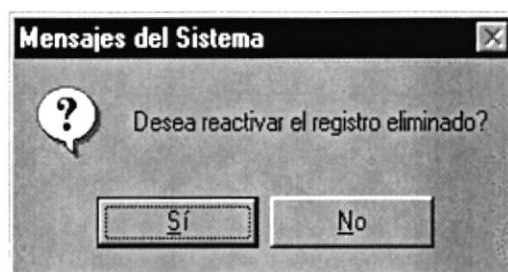 Mensajes del Sistema
?
Desea reactivar el registro eliminado?
Sí
No